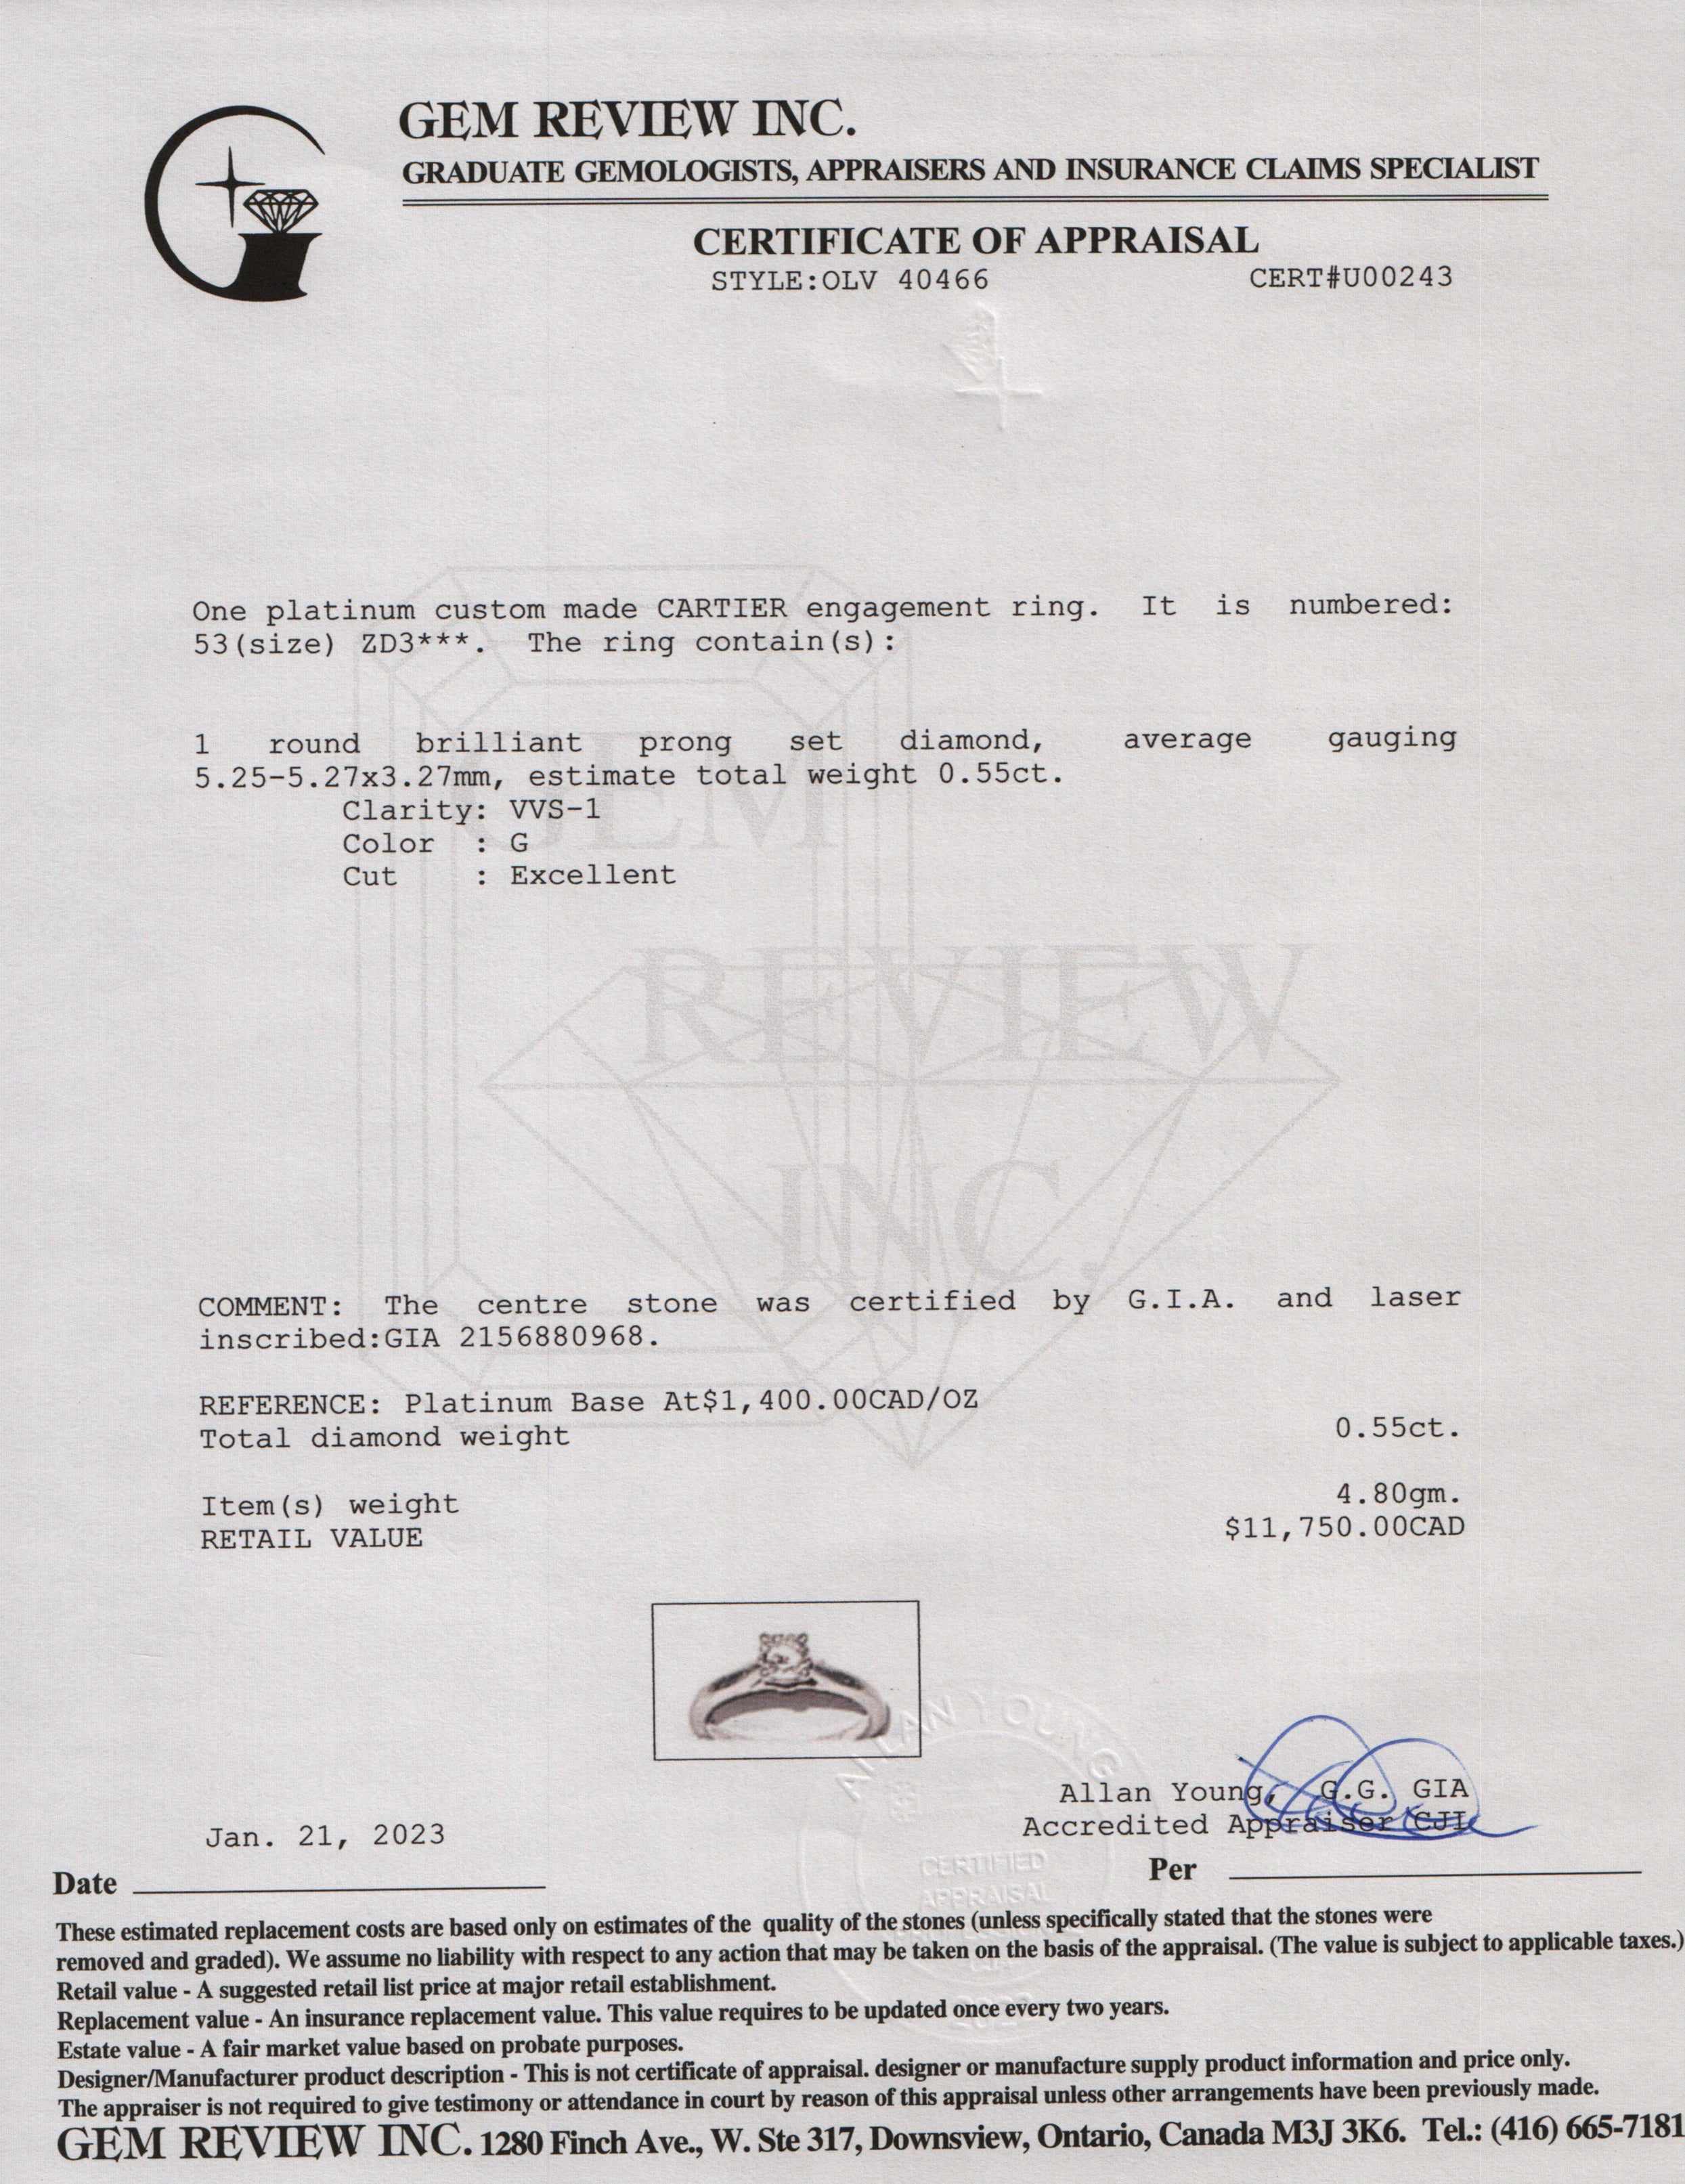 GEM REVIEW INC.
GRADUATE GEMOLOGISTS, APPRAISERS AND INSURANCE CLAIMS SPECIALIST
CERTIFICATE OF APPRAISAL
STYLE:OLV 40466 CERT#U00243
One platinum custom made CARTIER engagement ring. It is numbered:
53(size) ZD3***. The ring contain(s):
1 round brilliant prong set diamond, average gauging
5.25-5.27x3.27mm, estimate total weight 0.55ct.
Clarity: VVS-1
Color : G
Cut : Excellent
GEM
REVIEW
INC.
COMMENT: The centre stone was certified by G.I.A. and laser
inscribed:GIA 2156880968.
REFERENCE: Platinum Base At$1,400.00CAD/OZ
Total diamond weight 0.55ct.
Item(s) weight 4.80gm.
RETAIL VALUE $11,750.00CAD
ALLAN YOUNG
CERTIFIED
APPRAISAL
Allan Young, G.G. GIA
Accredited Appraiser CJI
Jan. 21, 2023
Date Per
These estimated replacement costs are based only on estimates of the quality of the stones (unless specifically stated that the stones were
removed and graded). We assume no liability with respect to any action that may be taken on the basis of the appraisal. (The value is subject to applicable taxes.)
Retail value - A suggested retail list price at major retail establishment.
Replacement value - An insurance replacement value. This value requires to be updated once every two years.
Estate value - A fair market value based on probate purposes.
Designer/Manufacturer product description - This is not certificate of appraisal. designer or manufacture supply product information and price only.
The appraiser is not required to give testimony or attendance in court by reason of this appraisal unless other arrangements have been previously made.
GEM REVIEW INC. 1280 Finch Ave., W. Ste 317, Downsview, Ontario, Canada M3J 3K6. Tel.: (416) 665-7181